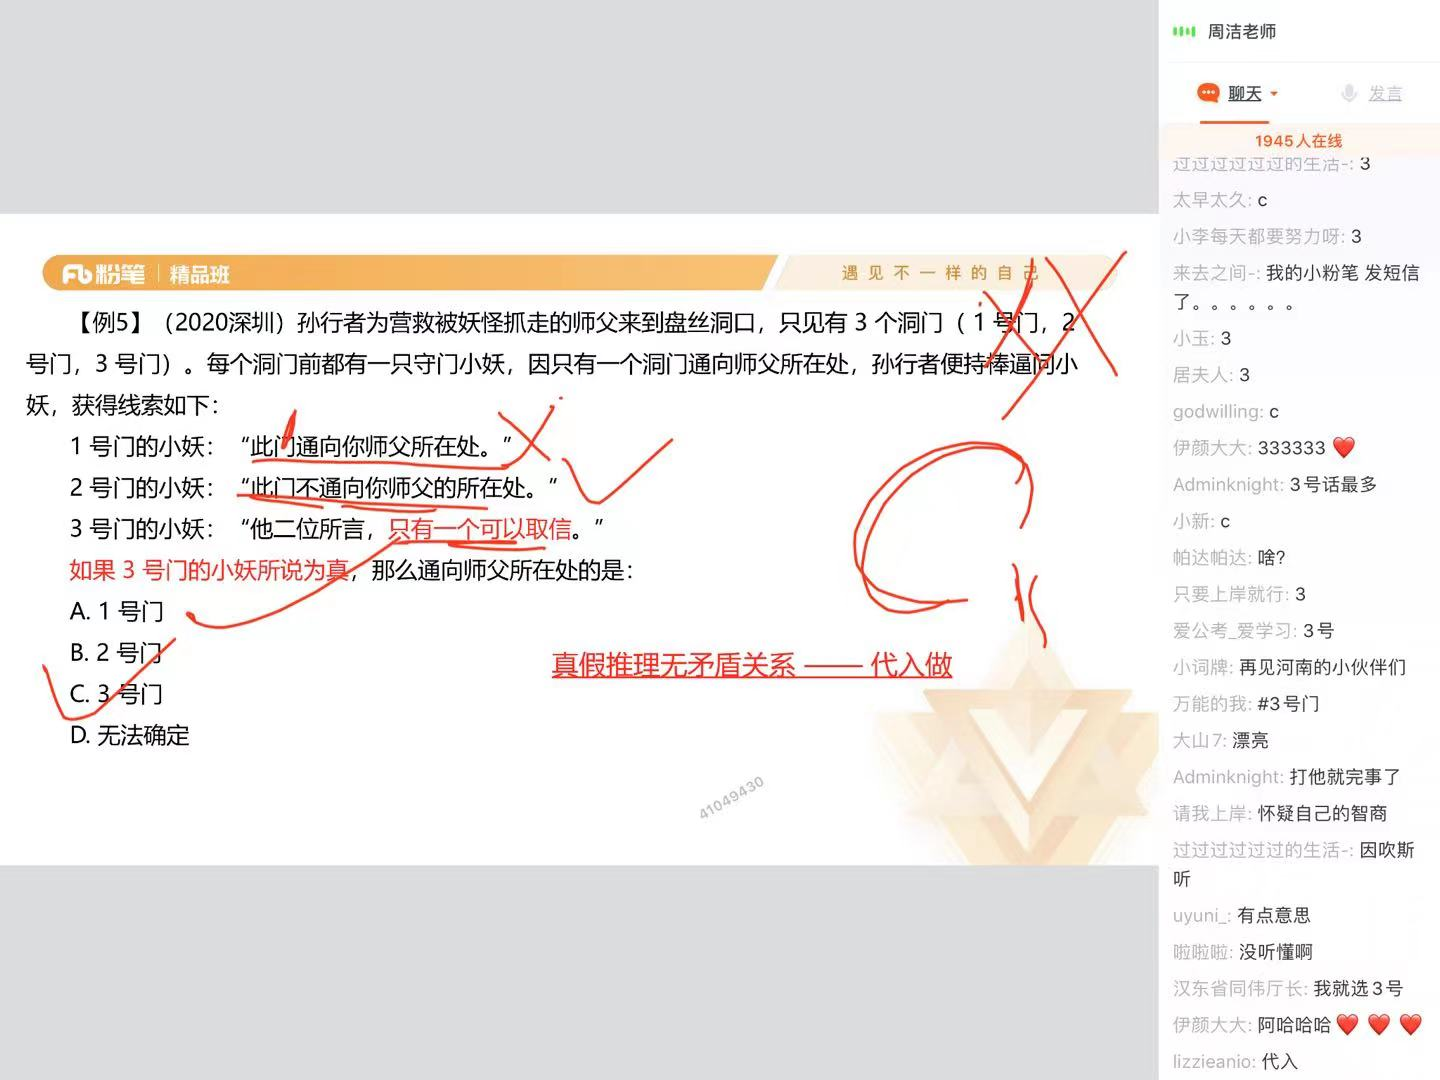 粉笔 精品班
遇见不一样的自己
【例5】（2020深圳）孙行者为营救被妖怪抓走的师父来到盘丝洞口，只见有 3 个洞门（ 1 号门，2
号门，3 号门）。每个洞门前都有一只守门小妖，因只有一个洞门通向师父所在处，孙行者便持棒逼问小
妖，获得线索如下：
1 号门的小妖：“此门通向你师父所在处。”
2 号门的小妖：“此门不通向你师父的所在处。”
3 号门的小妖：“他二位所言，只有一个可以取信。”
如果 3 号门的小妖所说为真，那么通向师父所在处的是：
A. 1 号门
B. 2 号门
C. 3 号门
D. 无法确定
真假推理无矛盾关系 —— 代入做
41049430
周洁老师
聊天
发言
1945人在线
过过过过过过的生活-: 3
太早太久: c
小李每天都要努力呀: 3
来去之间-: 我的小粉笔 发短信
了。。。。。。
小玉: 3
居夫人: 3
godwilling: c
伊颜大大: 333333 ❤️
Adminknight: 3号话最多
小新: c
帕达帕达: 啥?
只要上岸就行: 3
爱公考_爱学习: 3号
小词牌: 再见河南的小伙伴们
万能的我: #3号门
大山7: 漂亮
Adminknight: 打他就完事了
请我上岸: 怀疑自己的智商
过过过过过过的生活-: 因吹斯
听
uyuni_: 有点意思
啦啦啦: 没听懂啊
汉东省同伟厅长: 我就选3号
伊颜大大: 阿哈哈哈❤️ ❤️ ❤️
lizzieanio: 代入